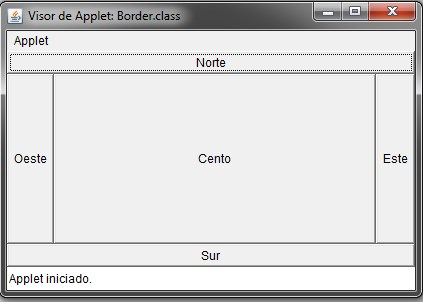 Visor de Applet: Border.class
Applet
Norte
Oeste Cento Este
Sur
Applet iniciado.